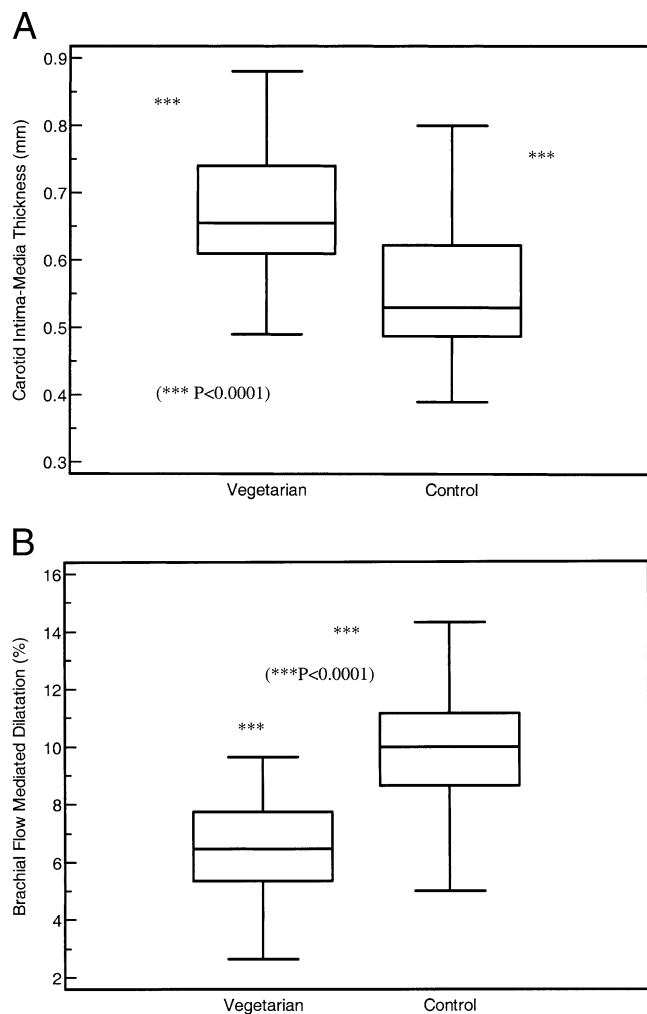 A
Carotid Intima-Media Thickness (mm)
0.9
0.8
0.7
0.6
0.5
0.4
0.3
***
***
(*** P<0.0001)
Vegetarian Control
B
Brachial Flow Mediated Dilatation (%)
16
14
12
10
8
6
4
2
***
(***P<0.0001)
***
Vegetarian Control